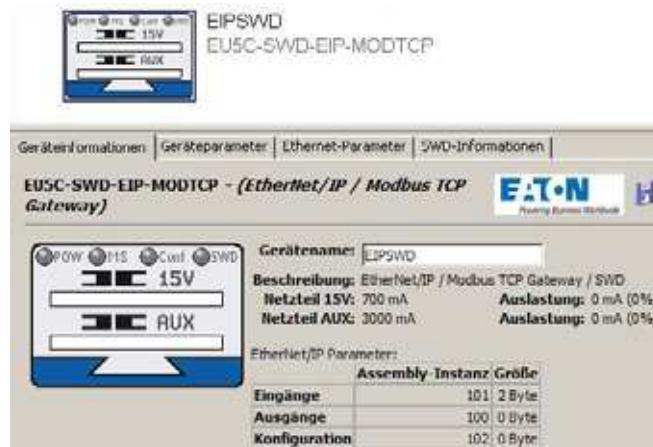 POW MS Conf SWD
15V
AUX
EIPSWD
EU5C-SWD-EIP-MODTCP
Geräteinformationen Geräteparameter Ethernet-Parameter SWD-Informationen
EU5C-SWD-EIP-MODTCP - (EtherNet/IP / Modbus TCP
Gateway)
EATON
Powering Business Worldwide
POW MS Conf SWD
15V
AUX
Gerätename: EIPSWD
Beschreibung: EtherNet/IP / Modbus TCP Gateway / SWD
Netzteil 15V: 700 mA Auslastung: 0 mA (0%
Netzteil AUX: 3000 mA Auslastung: 0 mA (0%
EtherNet/IP Parameter:
Assembly-Instanz Größe
Eingänge 101 2 Byte
Ausgänge 100 0 Byte
Konfiguration 102 0 Byte